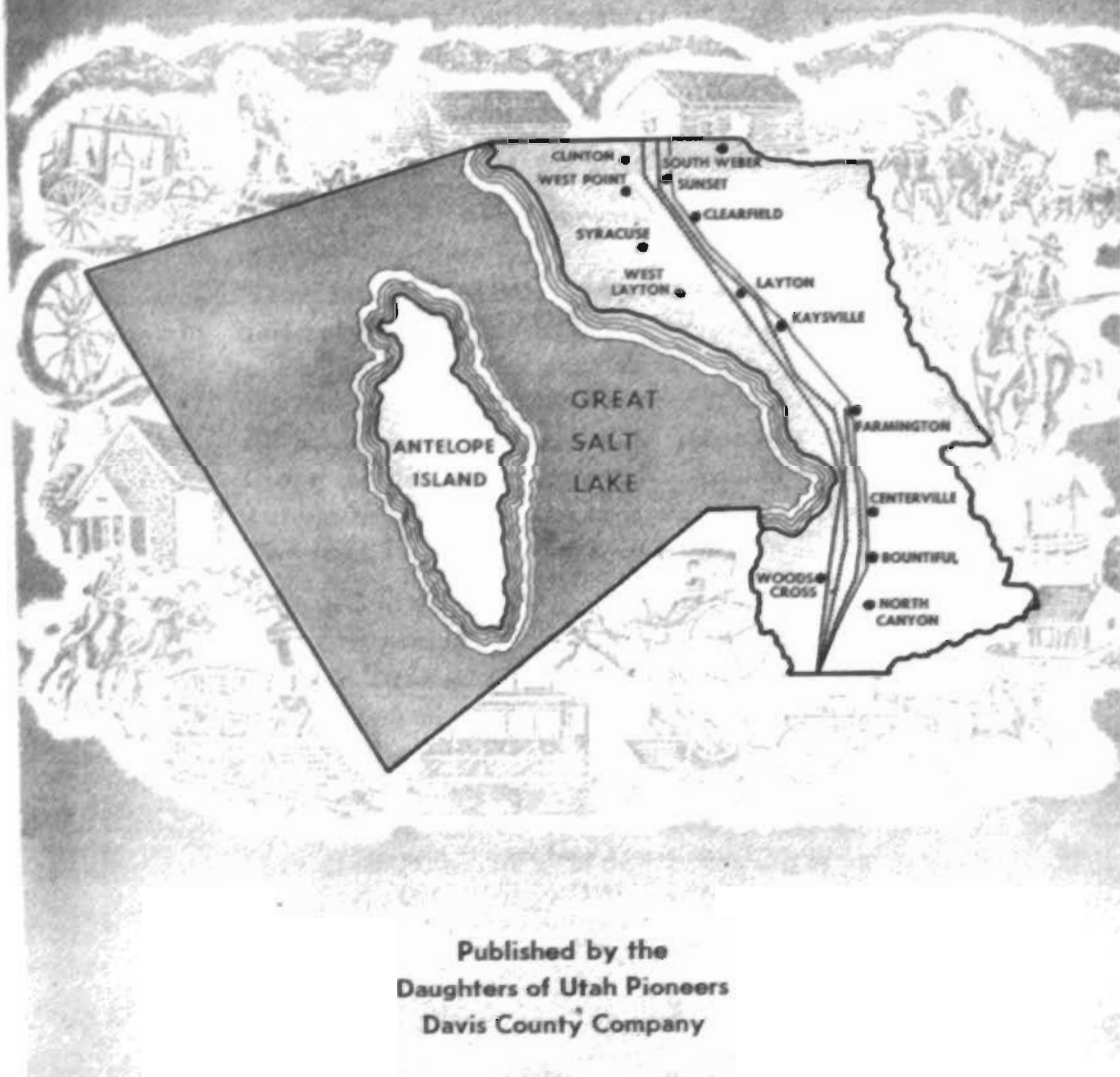 CLINTON
SOUTH WEBER
WEST POINT
SUNSET
CLEARFIELD
SYRACUSE
WEST
LAYTON
LAYTON
KAYSVILLE
GREAT
SALT
LAKE
FARMINGTON
ANTELOPE
ISLAND
CENTERVILLE
BOUNTIFUL
WOODS
CROSS
NORTH
CANYON
Published by the
Daughters of Utah Pioneers
Davis County Company